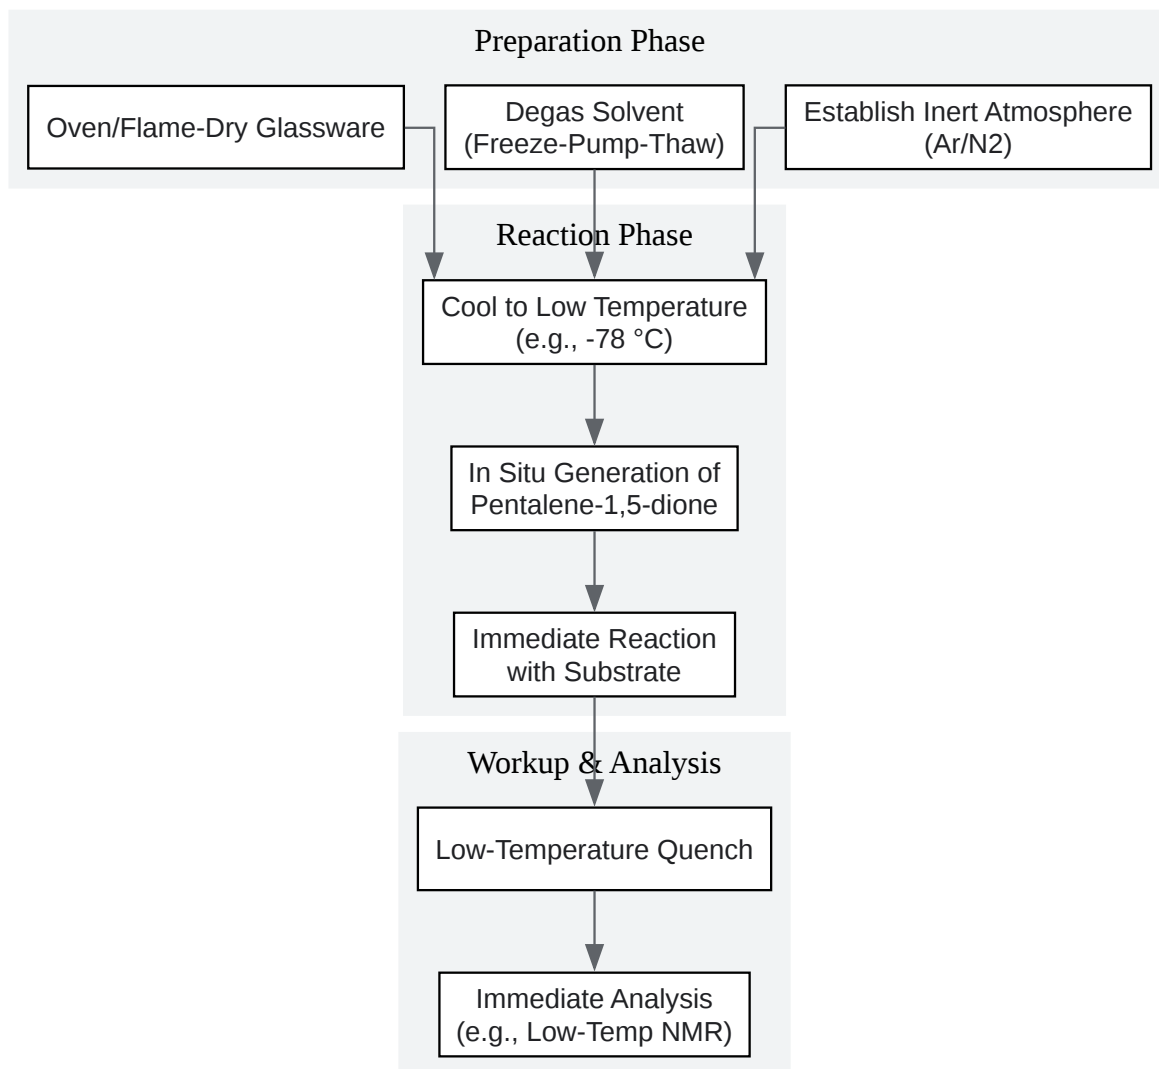 Preparation Phase
Oven/Flame-Dry Glassware
Degas Solvent
(Freeze-Pump-Thaw)
Establish Inert Atmosphere
(Ar/N2)
Reaction Phase
Cool to Low Temperature
(e.g., -78 °C)
In Situ Generation of
Pentalene-1,5-dione
Immediate Reaction
with Substrate
Workup & Analysis
Low-Temperature Quench
Immediate Analysis
(e.g., Low-Temp NMR)